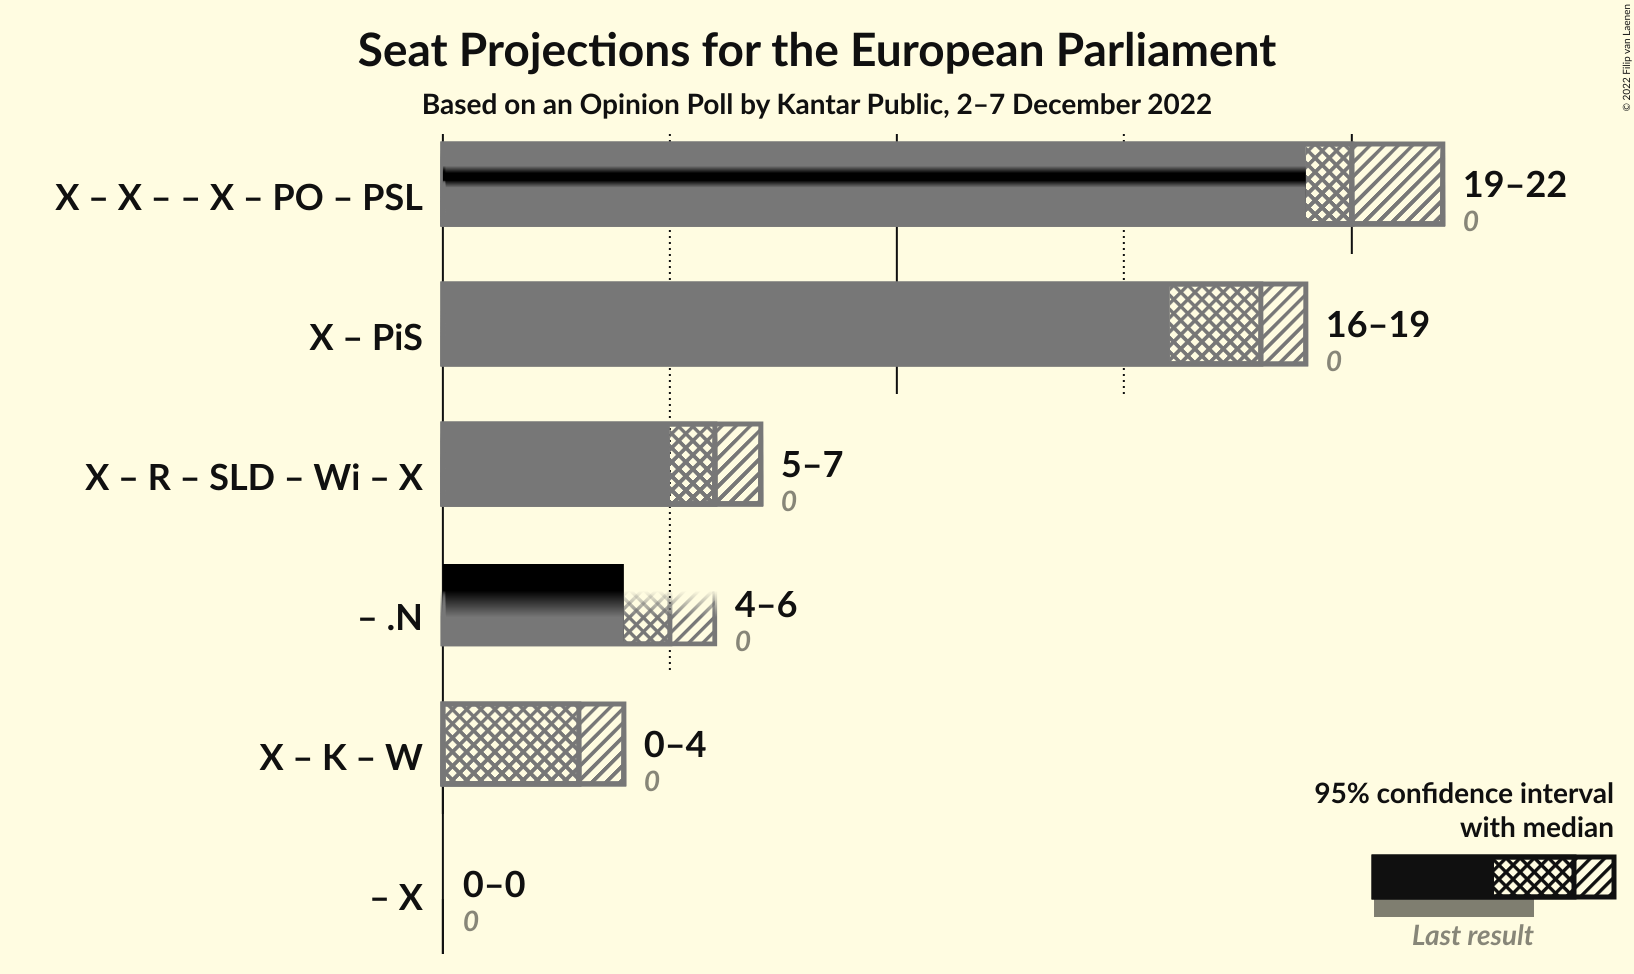 Seat Projections for the European Parliament
Based on an Opinion Poll by Kantar Public, 2–7 December 2022
© 2022 Filip van Laenen
X – X – – X – PO – PSL
19–22
0
X – PiS
16–19
0
X – R – SLD – Wi – X
5–7
0
– .N
4–6
0
X – K – W
0–4
0
– X
0–0
0
95% confidence interval
with median
Last result